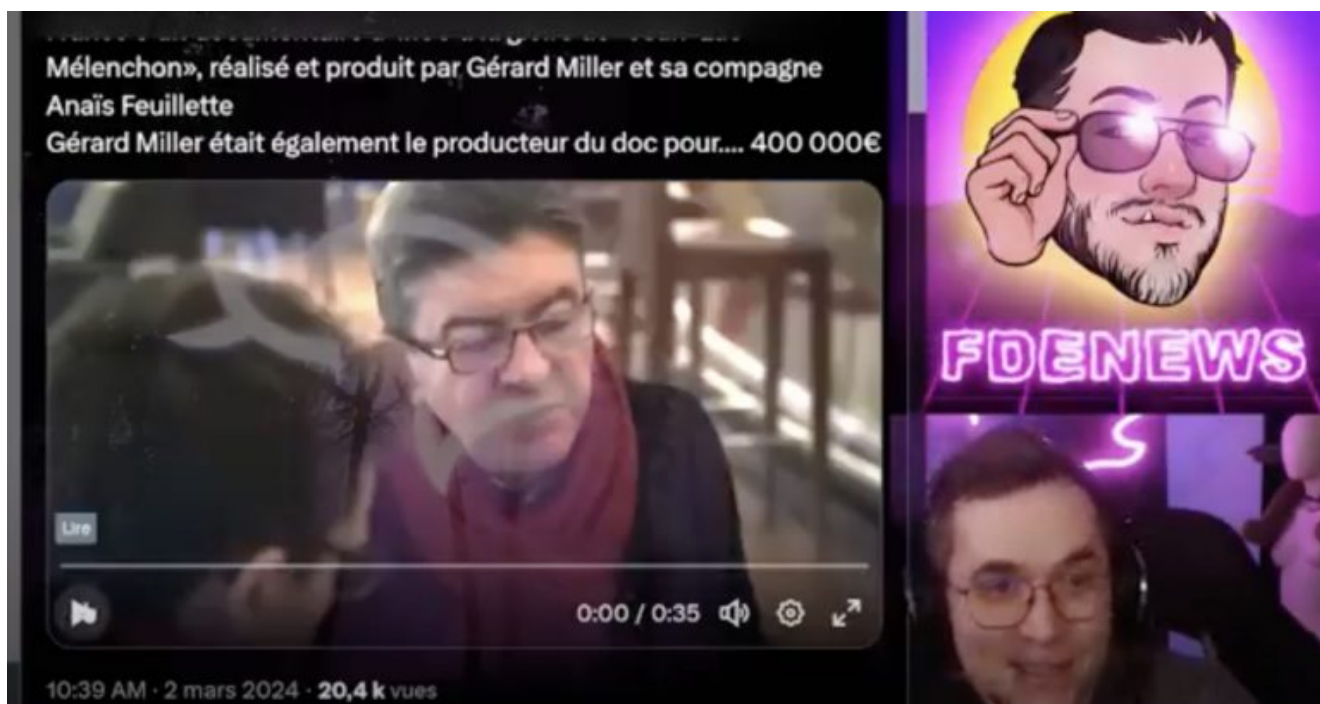 Mélenchon», réalisé et produit par Gérard Miller et sa compagne
Anaïs Feuillette
Gérard Miller était également le producteur du doc pour.... 400 000€
Lire
0:00 / 0:35
10:39 AM · 2 mars 2024 · 20,4 k vues
FDENEWS